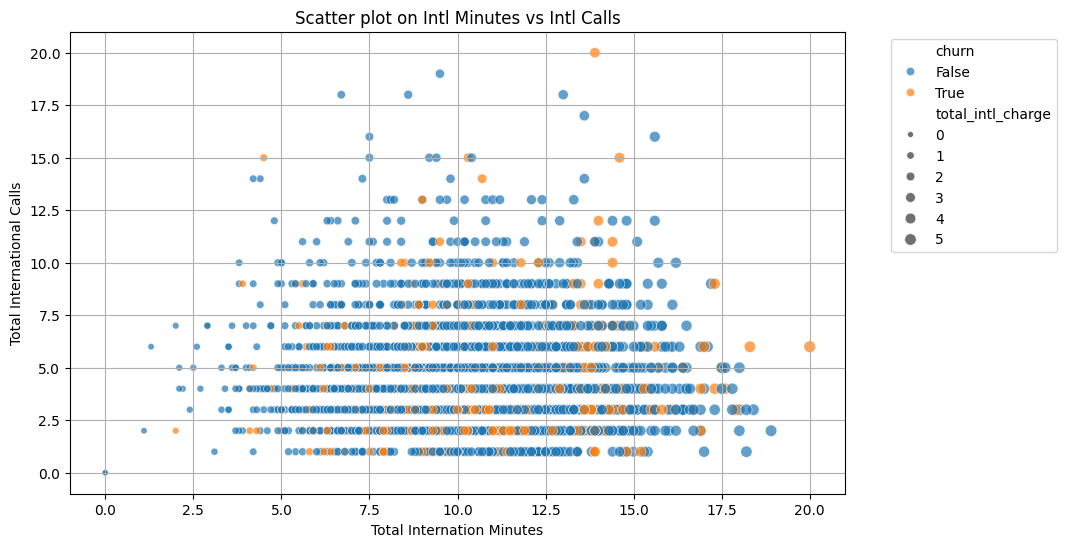 Scatter plot on Intl Minutes vs Intl Calls
Total International Calls
20.0
17.5
15.0
12.5
10.0
7.5
5.0
2.5
0.0
0.0 2.5 5.0 7.5 10.0 12.5 15.0 17.5 20.0
Total Internation Minutes
churn
False
True
total_intl_charge
0
1
2
3
4
5